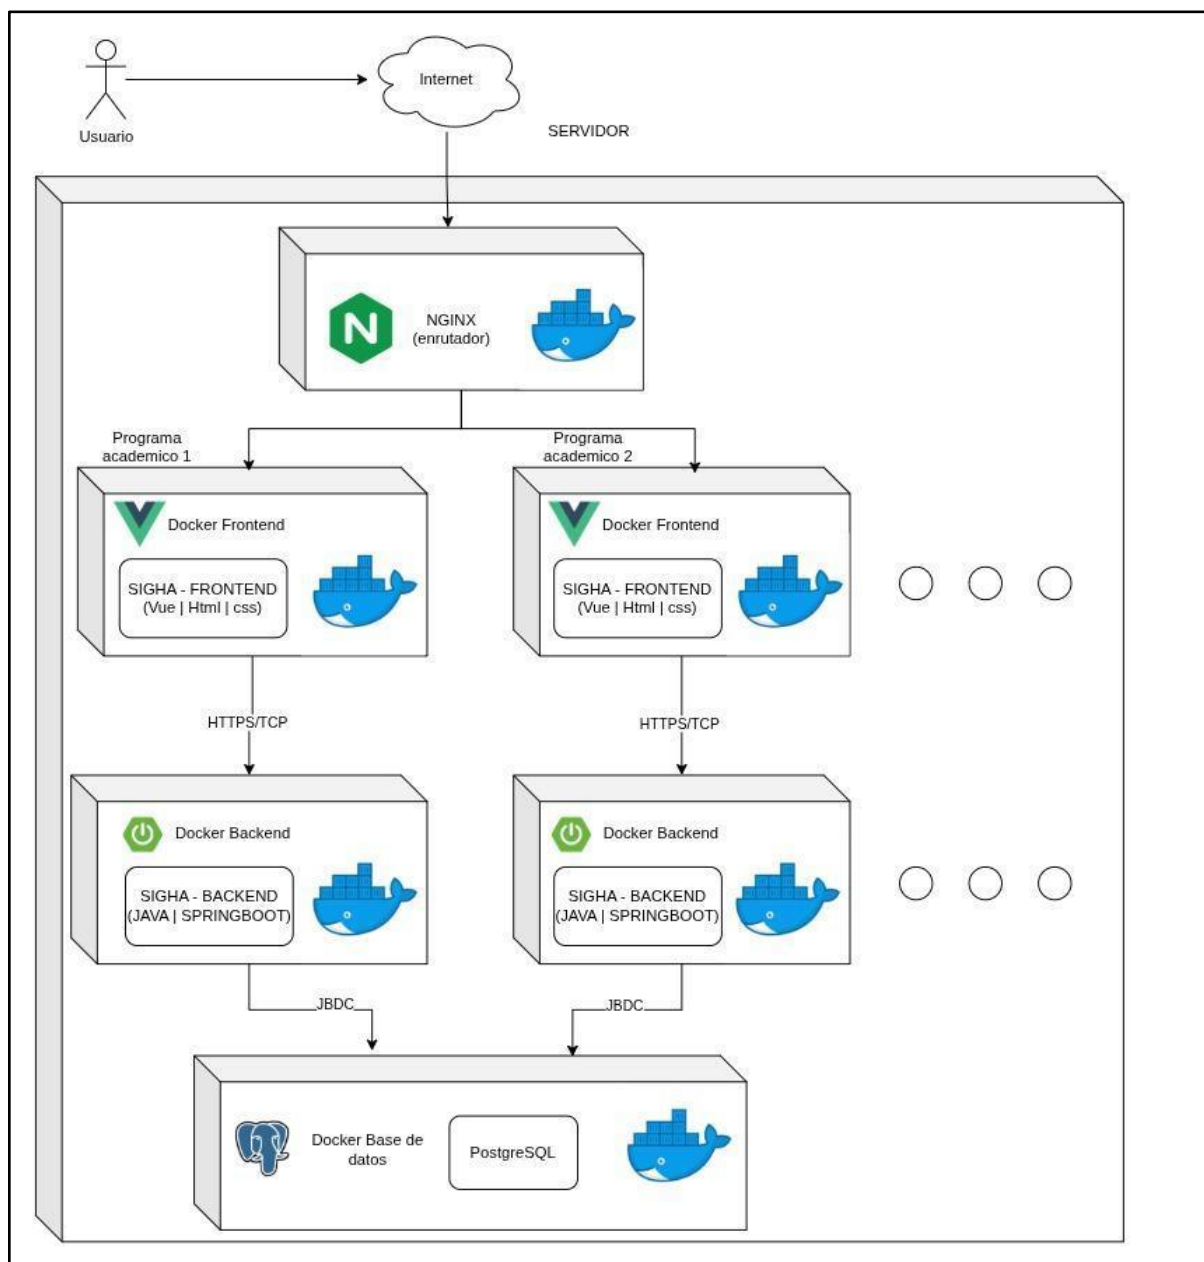 Internet
Usuario
SERVIDOR
NGINX
(enrutador)
Programa
academico 1
Programa
academico 2
Docker Frontend
SIGHA - FRONTEND
(Vue | Html | css)
Docker Frontend
SIGHA - FRONTEND
(Vue | Html | css)
HTTPS/TCP
HTTPS/TCP
Docker Backend
SIGHA - BACKEND
(JAVA | SPRINGBOOT)
Docker Backend
SIGHA - BACKEND
(JAVA | SPRINGBOOT)
JBDC
JBDC
Docker Base de
datos
PostgreSQL